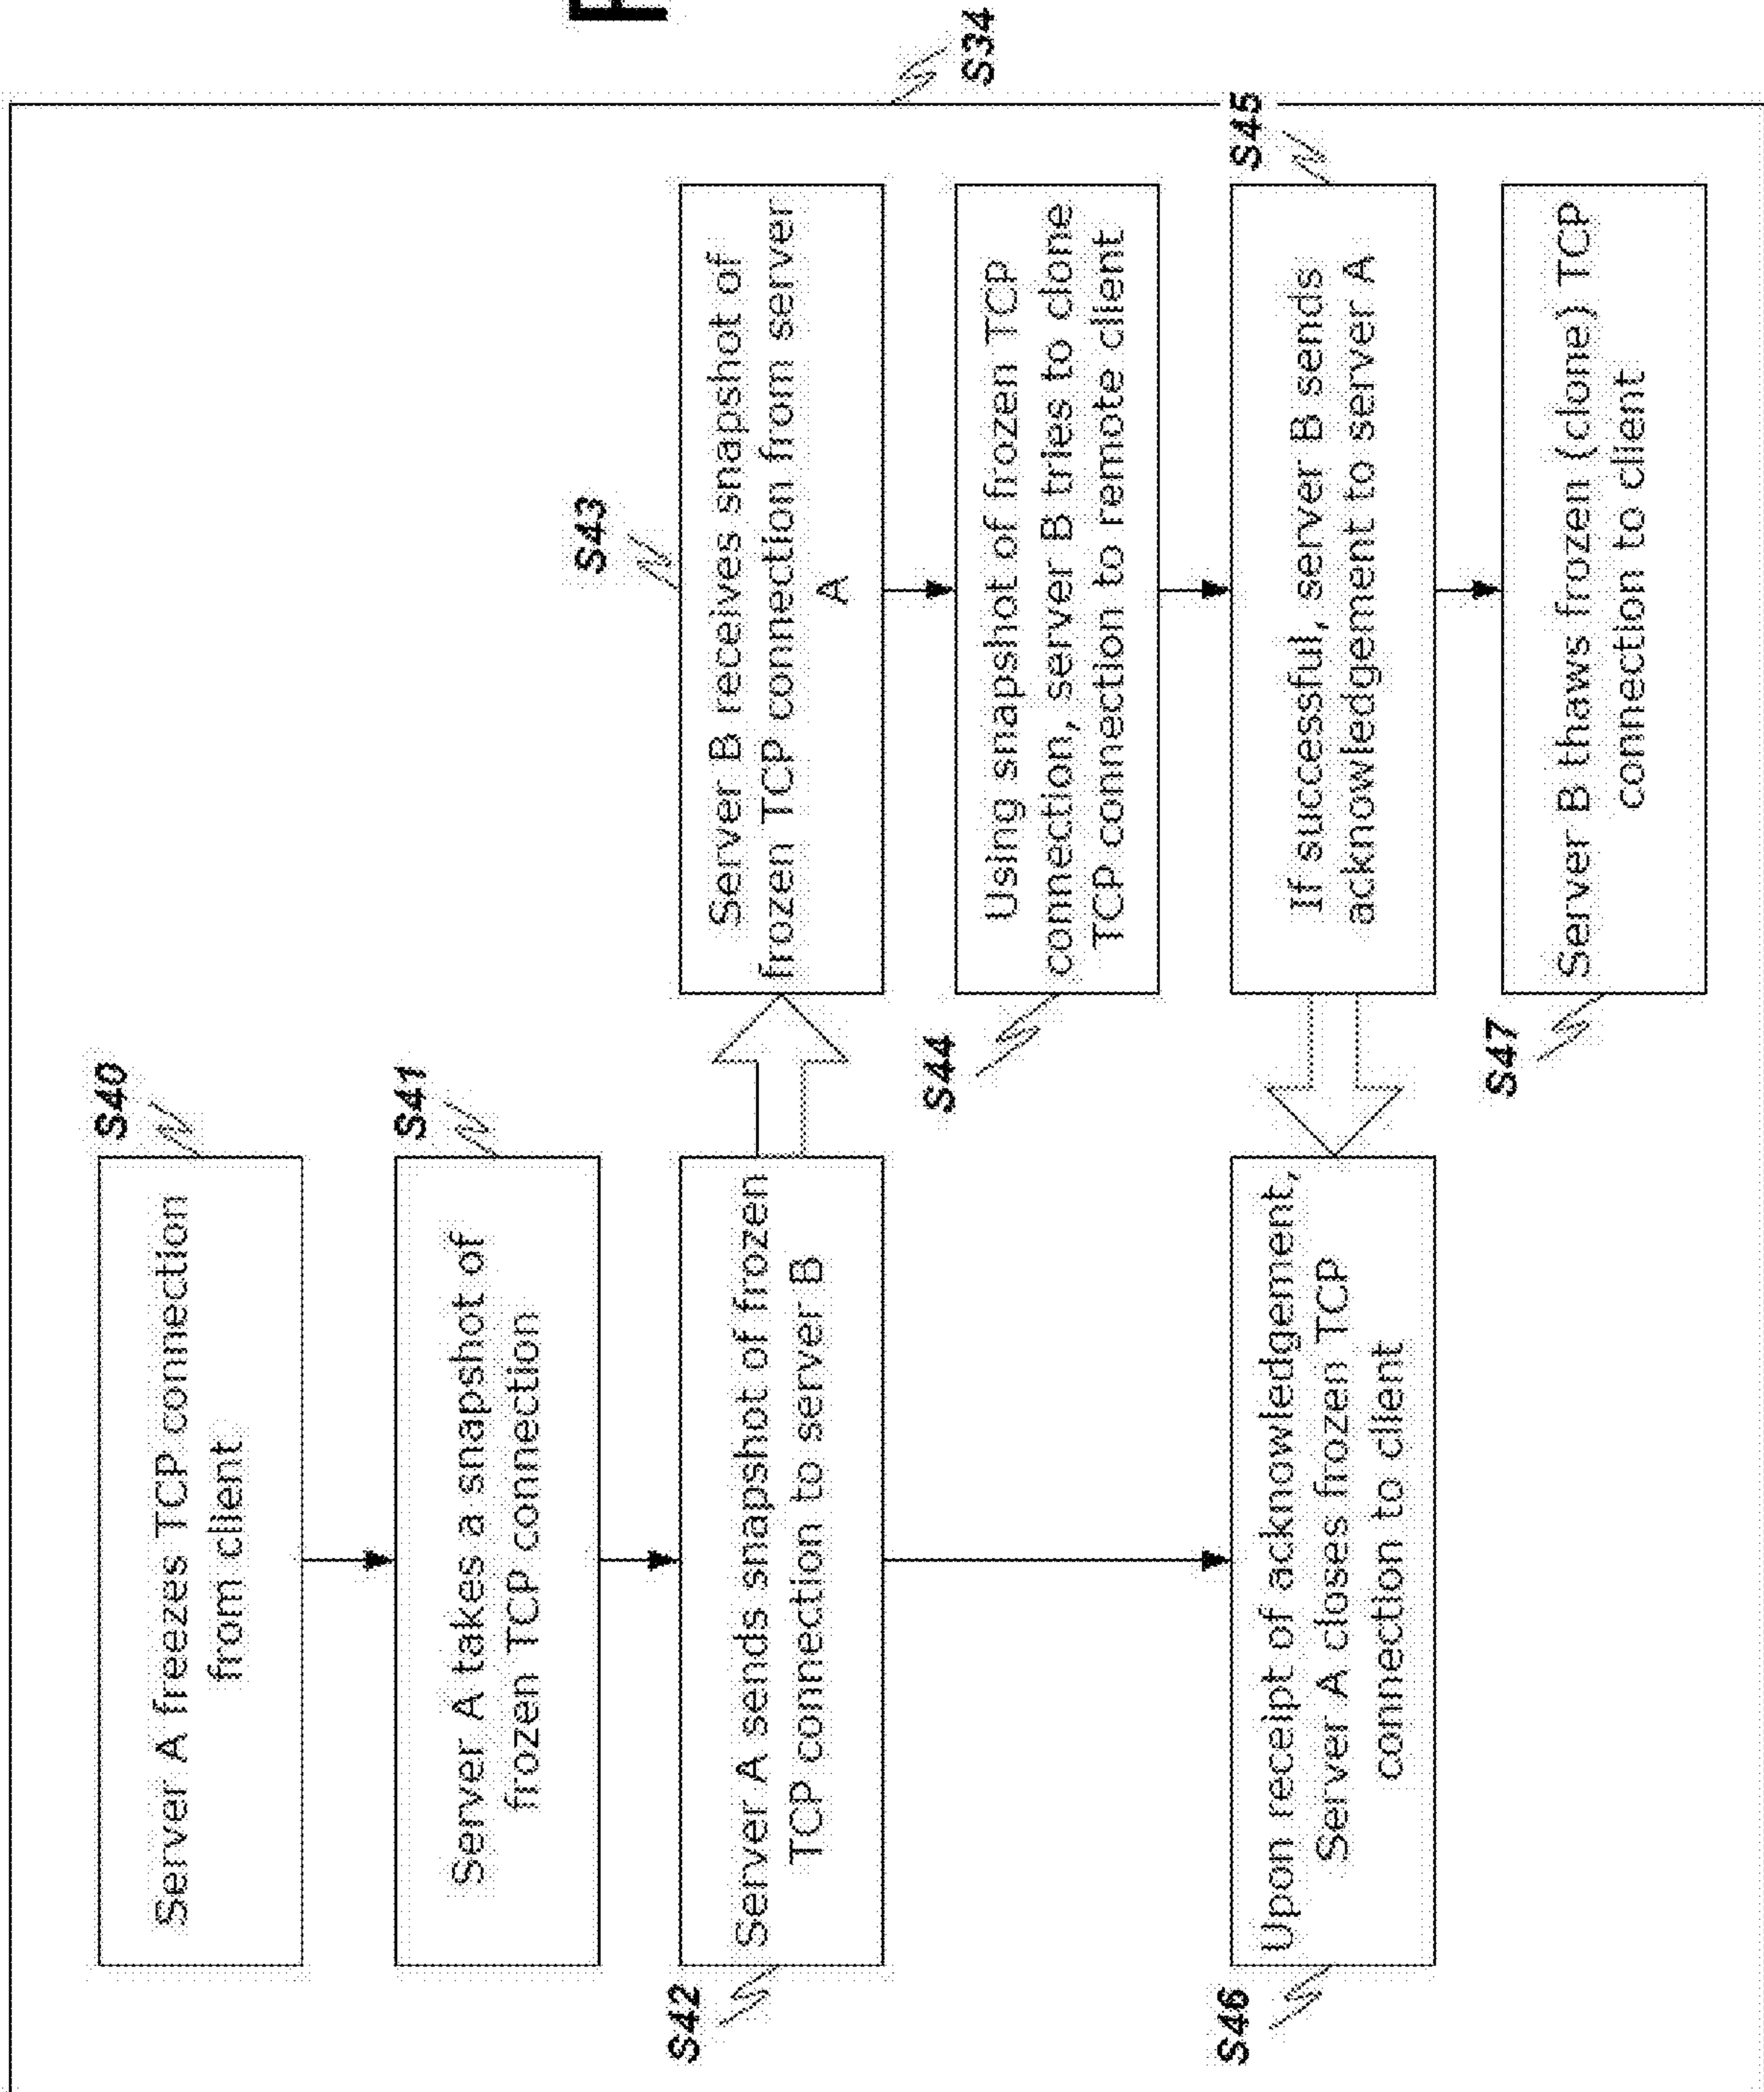 S34
S40
Server A freezes TCP connection
from client
S41
Server A takes a snapshot of
frozen TCP connection
S42
Server A sends snapshot of frozen
TCP connection to server B
S43
Server B receives snapshot of
frozen TCP connection from server
A
S44
Using snapshot of frozen TCP
connection, server B tries to clone
TCP connection to remote client
S45
If successful, server B sends
acknowledgement to server A
S46
Upon receipt of acknowledgement,
Server A closes frozen TCP
connection to client
S47
Server B thaws frozen (clone) TCP
connection to client